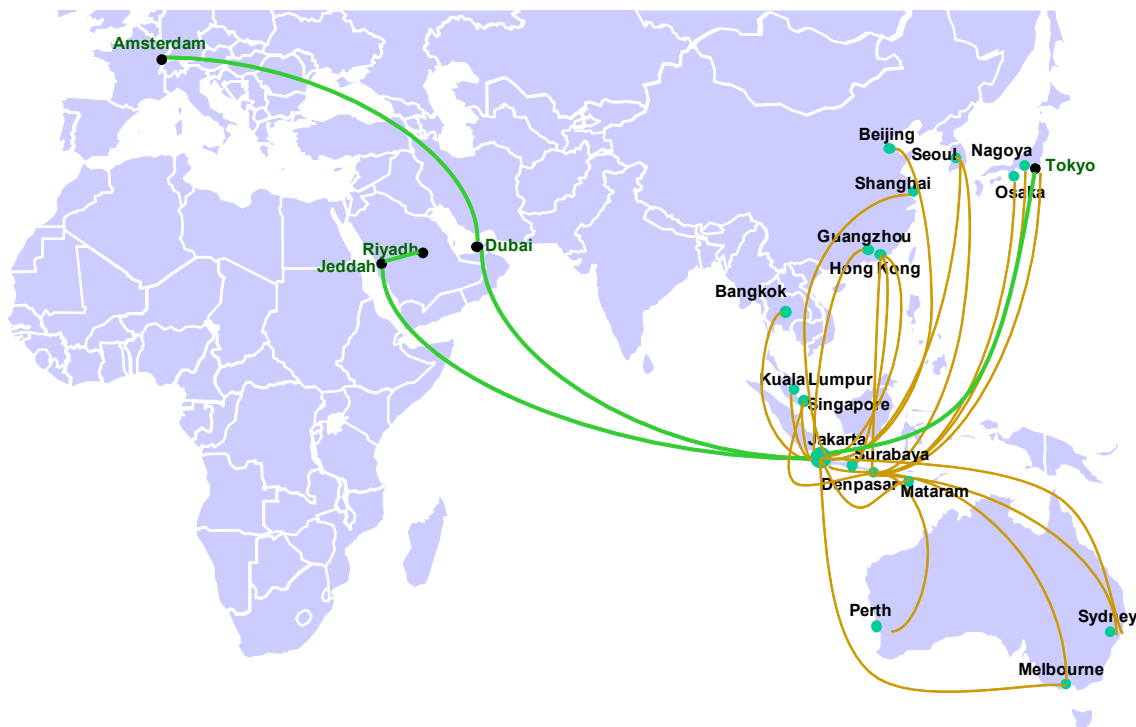 Amsterdam
Beijing
Seoul
Nagoya
Tokyo
Shanghai
Osaka
Guangzhou
Riyadh
Dubai
Jeddah
Hong Kong
Bangkok
Kuala Lumpur
Singapore
Jakarta
Surabaya
Denpasar
Mataram
Perth
Sydney
Melbourne